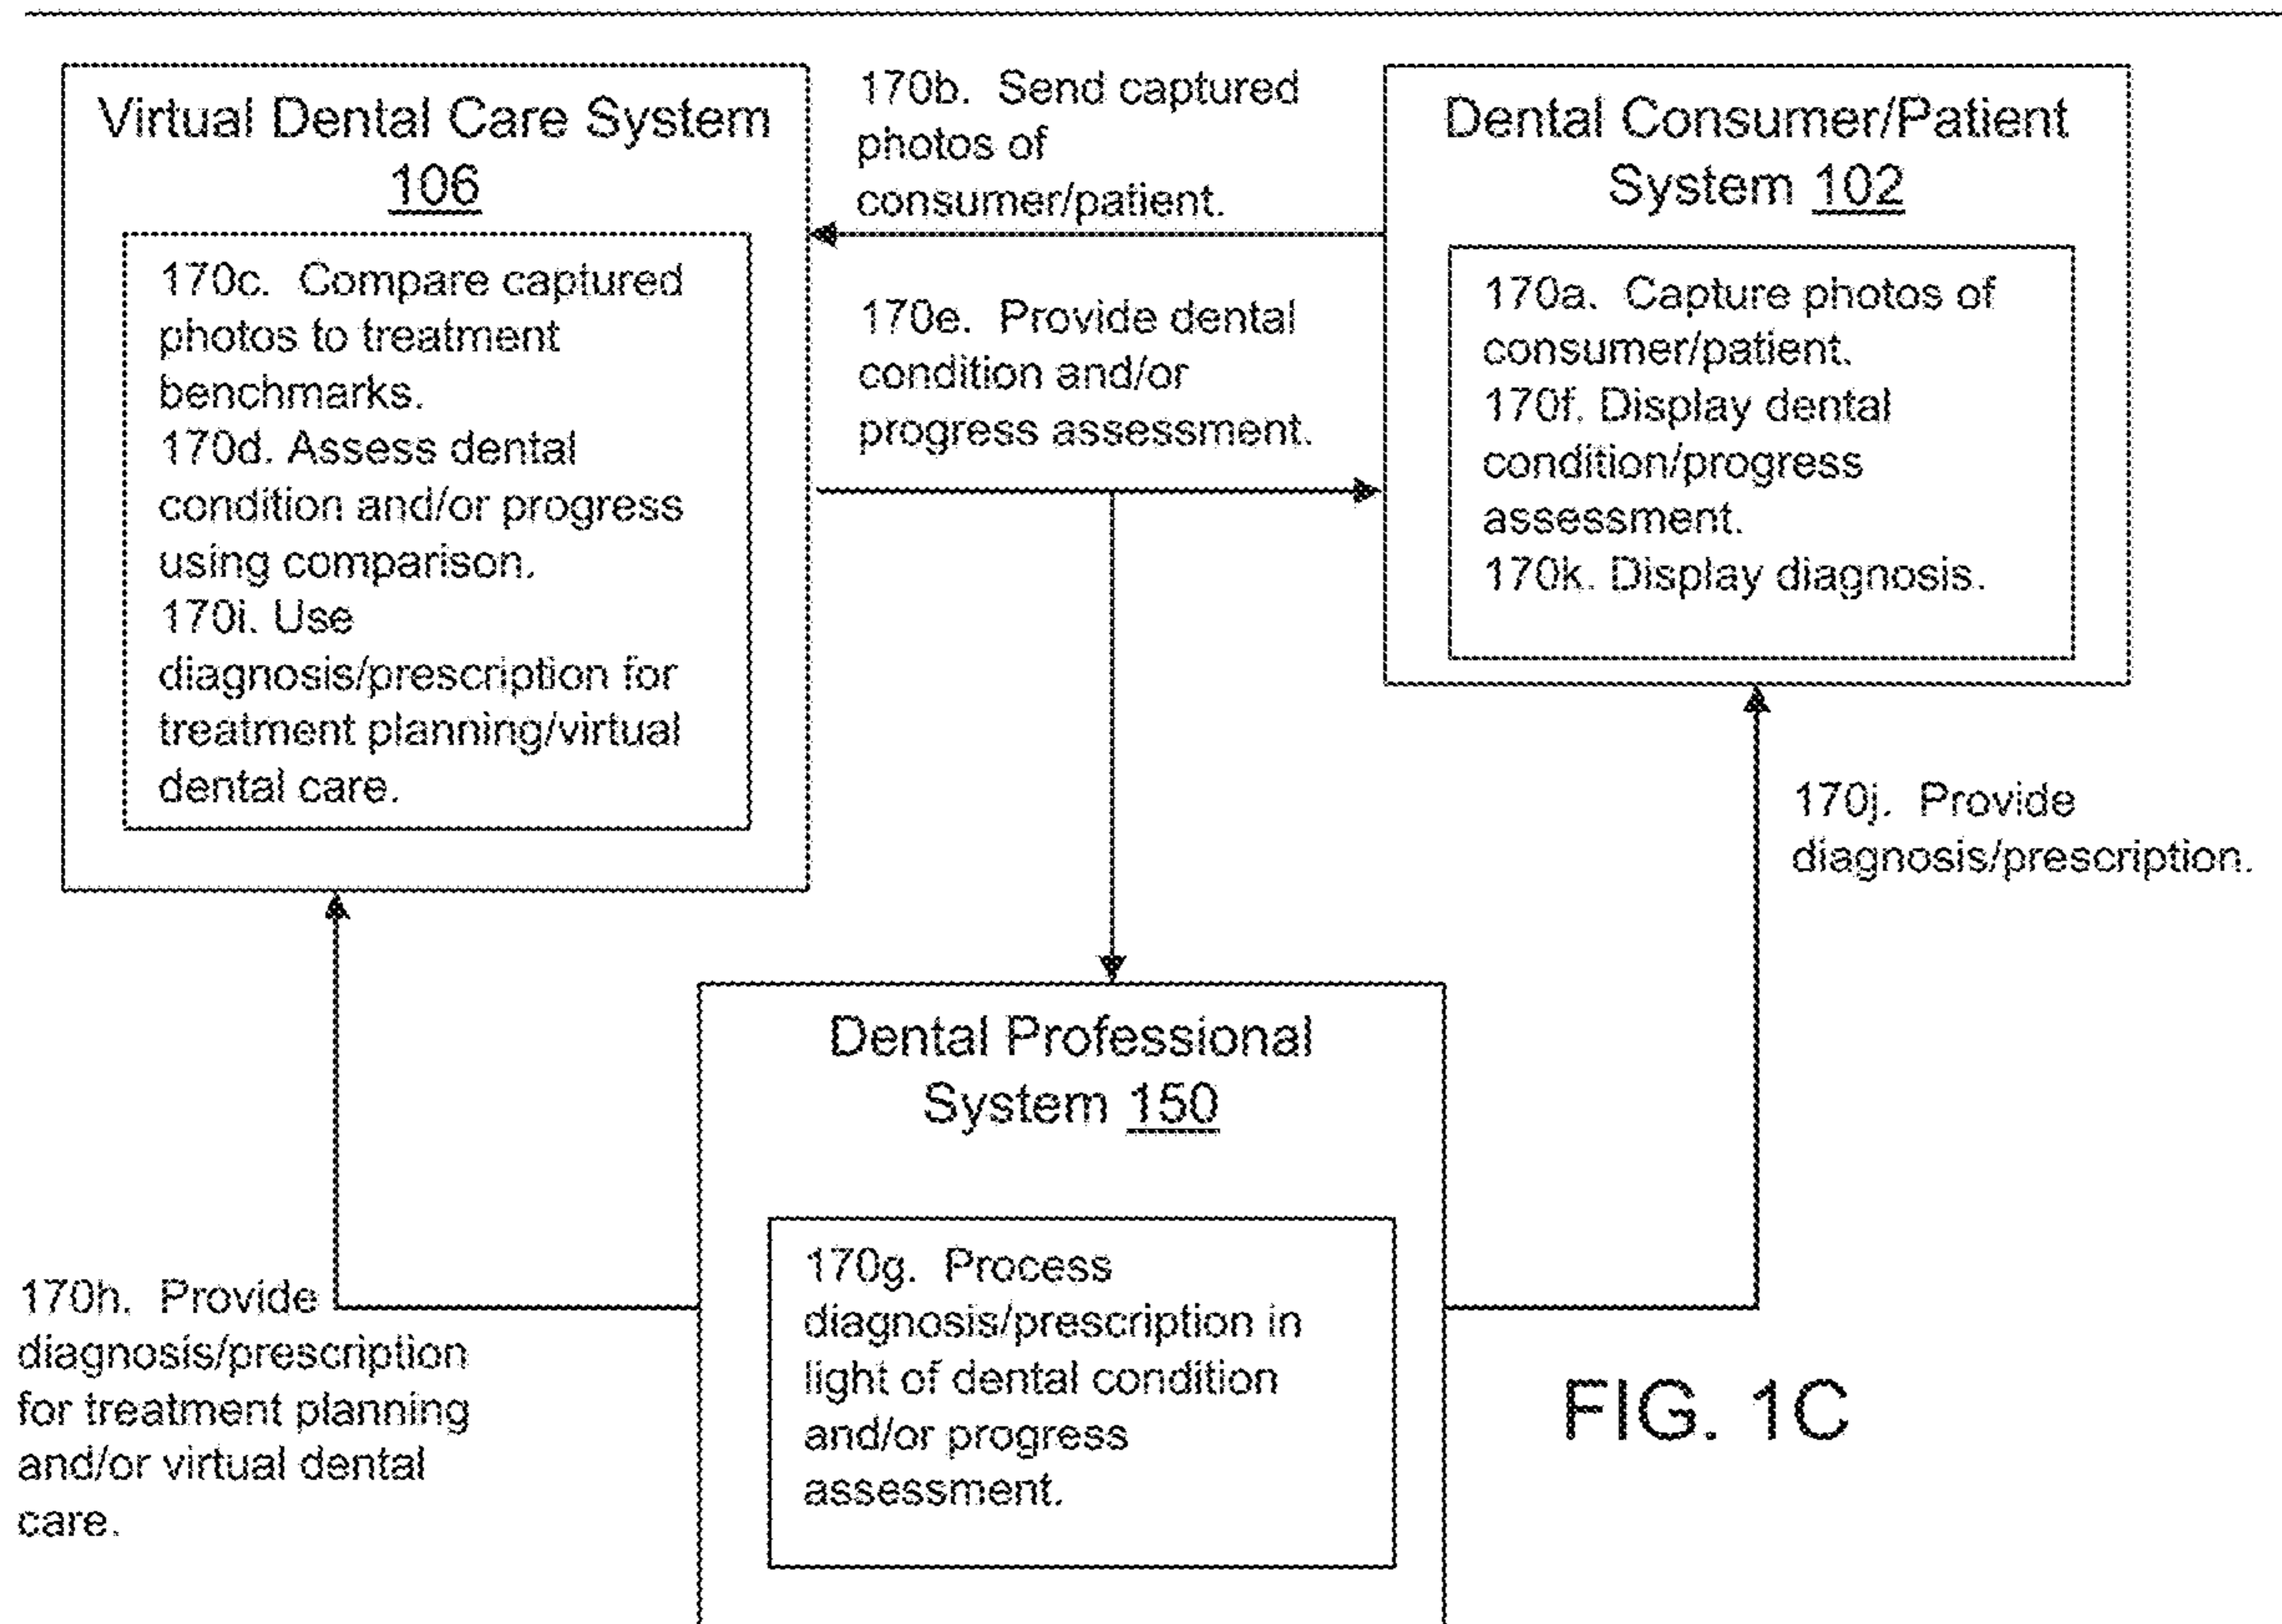 Virtual Dental Care System
106
170c. Compare captured
photos to treatment
benchmarks.
170d. Assess dental
condition and/or progress
using comparison.
170i. Use
diagnosis/prescription for
treatment planning/virtual
dental care.
170b. Send captured
photos of
consumer/patient.
170e. Provide dental
condition and/or
progress assessment.
Dental Consumer/Patient
System 102
170a. Capture photos of
consumer/patient.
170f. Display dental
condition/progress
assessment.
170k. Display diagnosis.
170j. Provide
diagnosis/prescription.
Dental Professional
System 150
170g. Process
diagnosis/prescription in
light of dental condition
and/or progress
assessment.
170h. Provide
diagnosis/prescription
for treatment planning
and/or virtual dental
care.
FIG. 1C